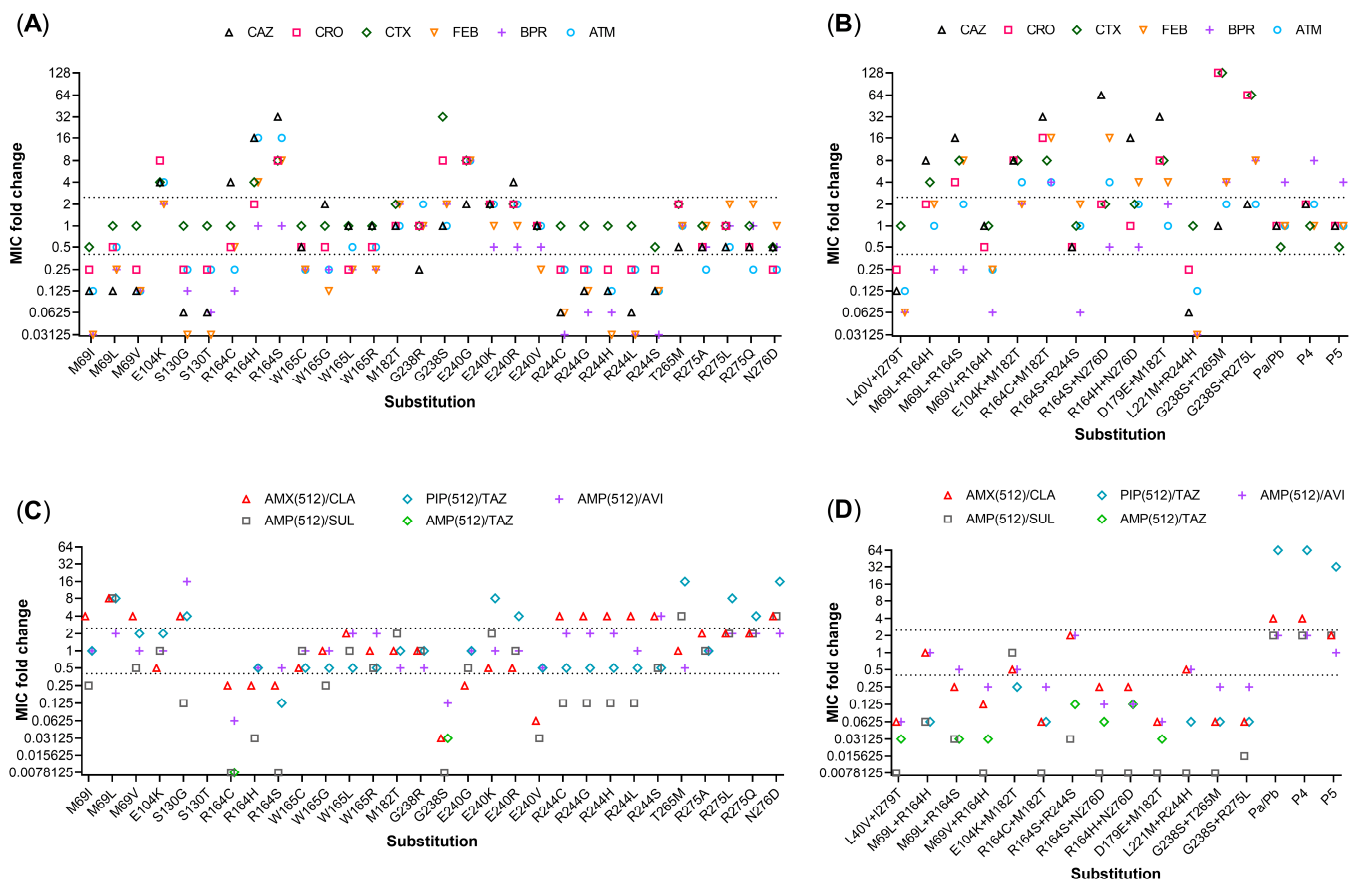 (A)
CAZ CRO CTX FEB BPR ATM
MIC fold change
128
64
32
16
8
4
2
1
0.5
0.25
0.125
0.0625
0.03125
M69I M69L M69V E104K S130G S130T R164C R164H R164S W165C W165G W165L W165R M182T G238R G238S E240G E240K E240R E240V R244C R244G R244H R244L R244S T265M R275A R275L R275Q N276D
Substitution
(B)
CAZ CRO CTX FEB BPR ATM
MIC fold change
128
64
32
16
8
4
2
1
0.5
0.25
0.125
0.0625
0.03125
L40V+I279T M69L+R164H M69L+R164S M69V+R164H E104K+M182T R164C+M182T R164S+R244S R164S+N276D R164H+N276D D179E+M182T L221M+R244H G238S+T265M G238S+R275L Pa/Pb P4 P5
Substitution
(C)
AMX(512)/CLA PIP(512)/TAZ AMP(512)/AVI
AMP(512)/SUL AMP(512)/TAZ
MIC fold change
64
32
16
8
4
2
1
0.5
0.25
0.125
0.0625
0.03125
0.015625
0.0078125
M69I M69L M69V E104K S130G S130T R164C R164H R164S W165C W165G W165L W165R M182T G238R G238S E240G E240K E240R E240V R244C R244G R244H R244L R244S T265M R275A R275L R275Q N276D
Substitution
(D)
AMX(512)/CLA PIP(512)/TAZ AMP(512)/AVI
AMP(512)/SUL AMP(512)/TAZ
MIC fold change
64
32
16
8
4
2
1
0.5
0.25
0.125
0.0625
0.03125
0.015625
0.0078125
L40V+I279T M69L+R164H M69L+R164S M69V+R164H E104K+M182T R164C+M182T R164S+R244S R164S+N276D R164H+N276D D179E+M182T L221M+R244H G238S+T265M G238S+R275L Pa/Pb P4 P5
Substitution